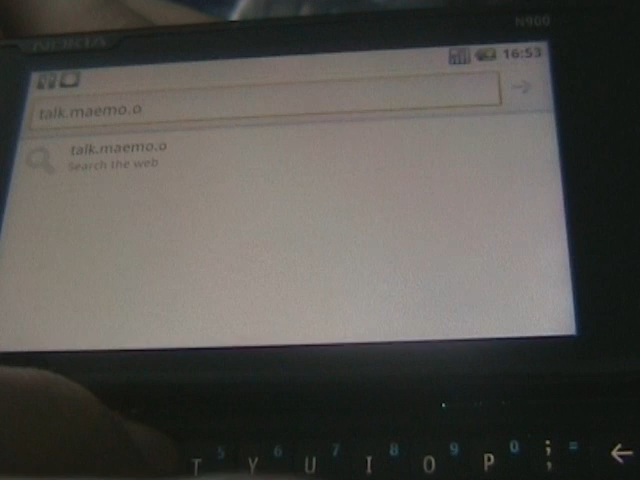 NOKIA
N900
16:53
talk.maemo.o
talk.maemo.o
Search the web
5 6 7 8 9 0 =
T Y U I O P ; ←